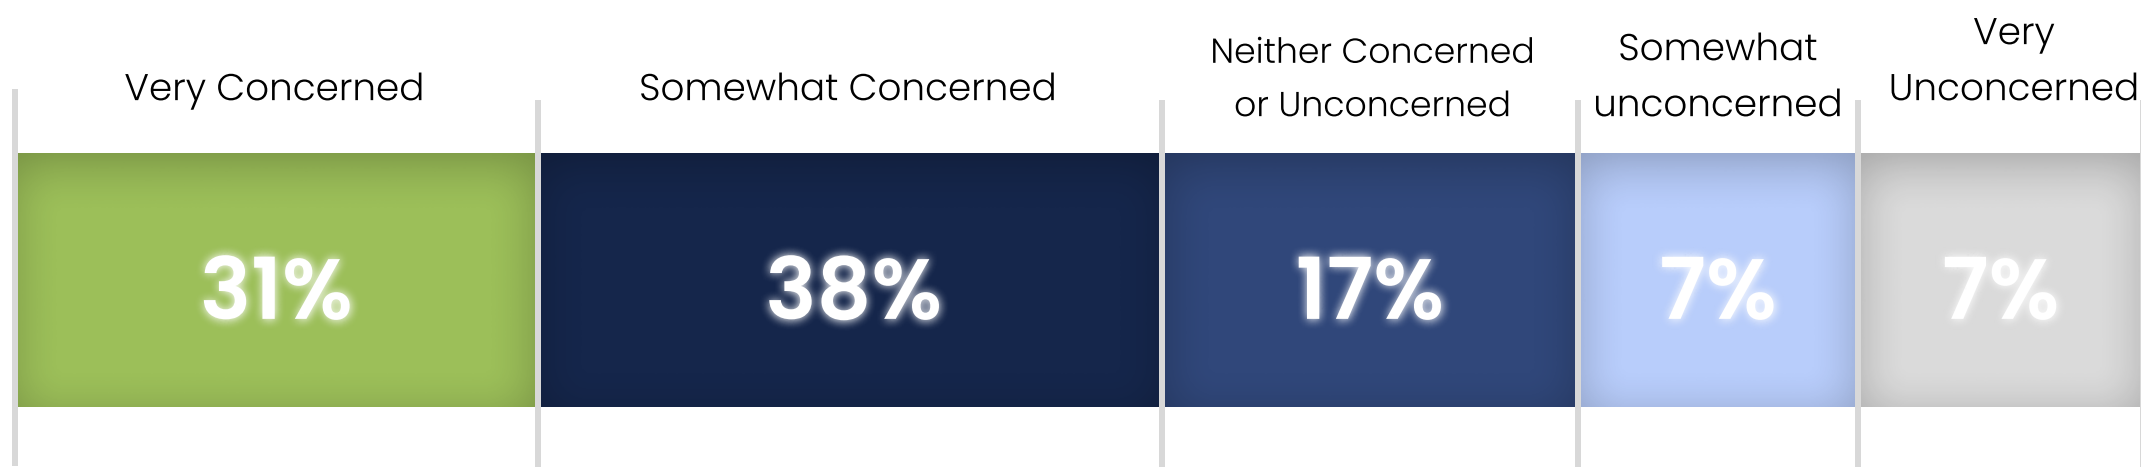 Very Concerned
Somewhat Concerned
Neither Concerned
or Unconcerned
Somewhat
unconcerned
Very
Unconcerned
31%
38%
17%
7%
7%